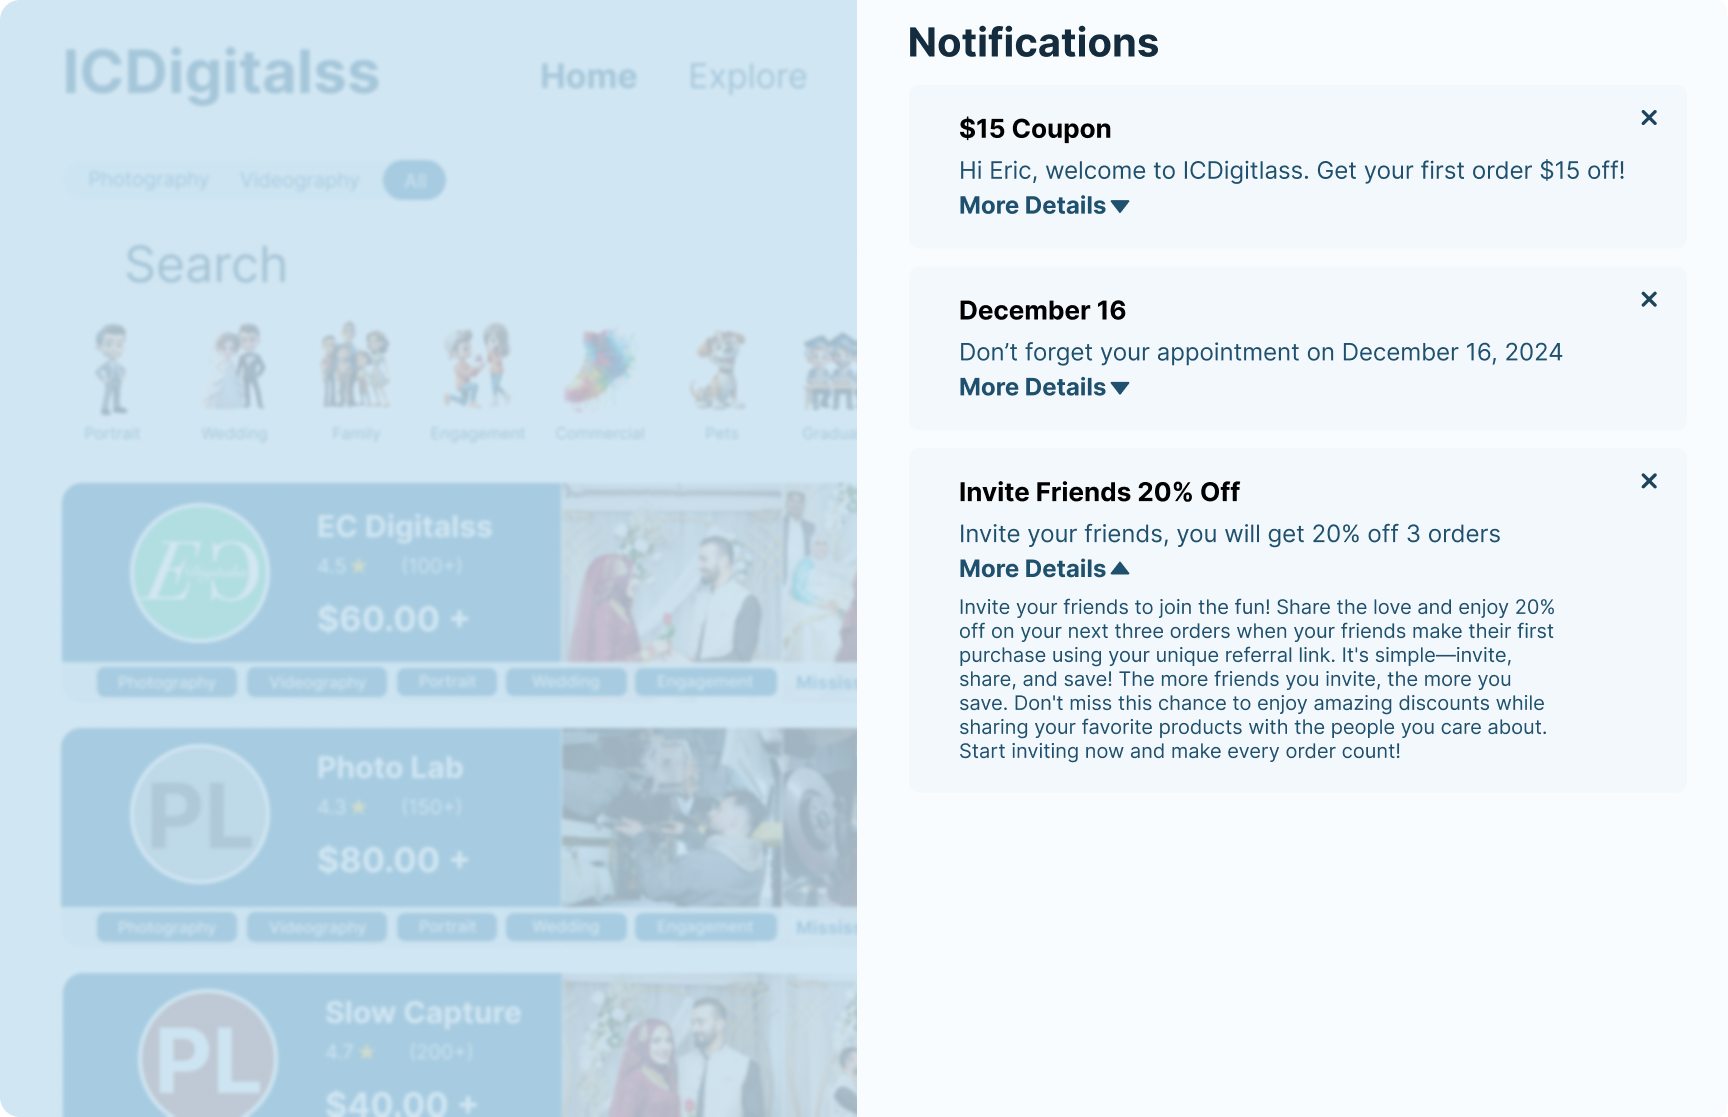 ICDigitalss
Home
Explore
Photography
Videography
All
Search
Portrait
Wedding
Family
Engagement
Commercial
Pets
EC Digitalss
4.5 ★ (100+)
$60.00 +
Photography
Videography
Portrait
Wedding
Engagement
Photo Lab
PL
4.3 ★ (150+)
$80.00 +
Photography
Videography
Portrait
Wedding
Engagement
Slow Capture
PL
4.7 ★ (200+)
$40.00 +
Notifications
$15 Coupon
Hi Eric, welcome to ICDigitlass. Get your first order $15 off!
More Details
December 16
Don’t forget your appointment on December 16, 2024
More Details
Invite Friends 20% Off
Invite your friends, you will get 20% off 3 orders
More Details
Invite your friends to join the fun! Share the love and enjoy 20%
off on your next three orders when your friends make their first
purchase using your unique referral link. It's simple—invite,
share, and save! The more friends you invite, the more you
save. Don't miss this chance to enjoy amazing discounts while
sharing your favorite products with the people you care about.
Start inviting now and make every order count!